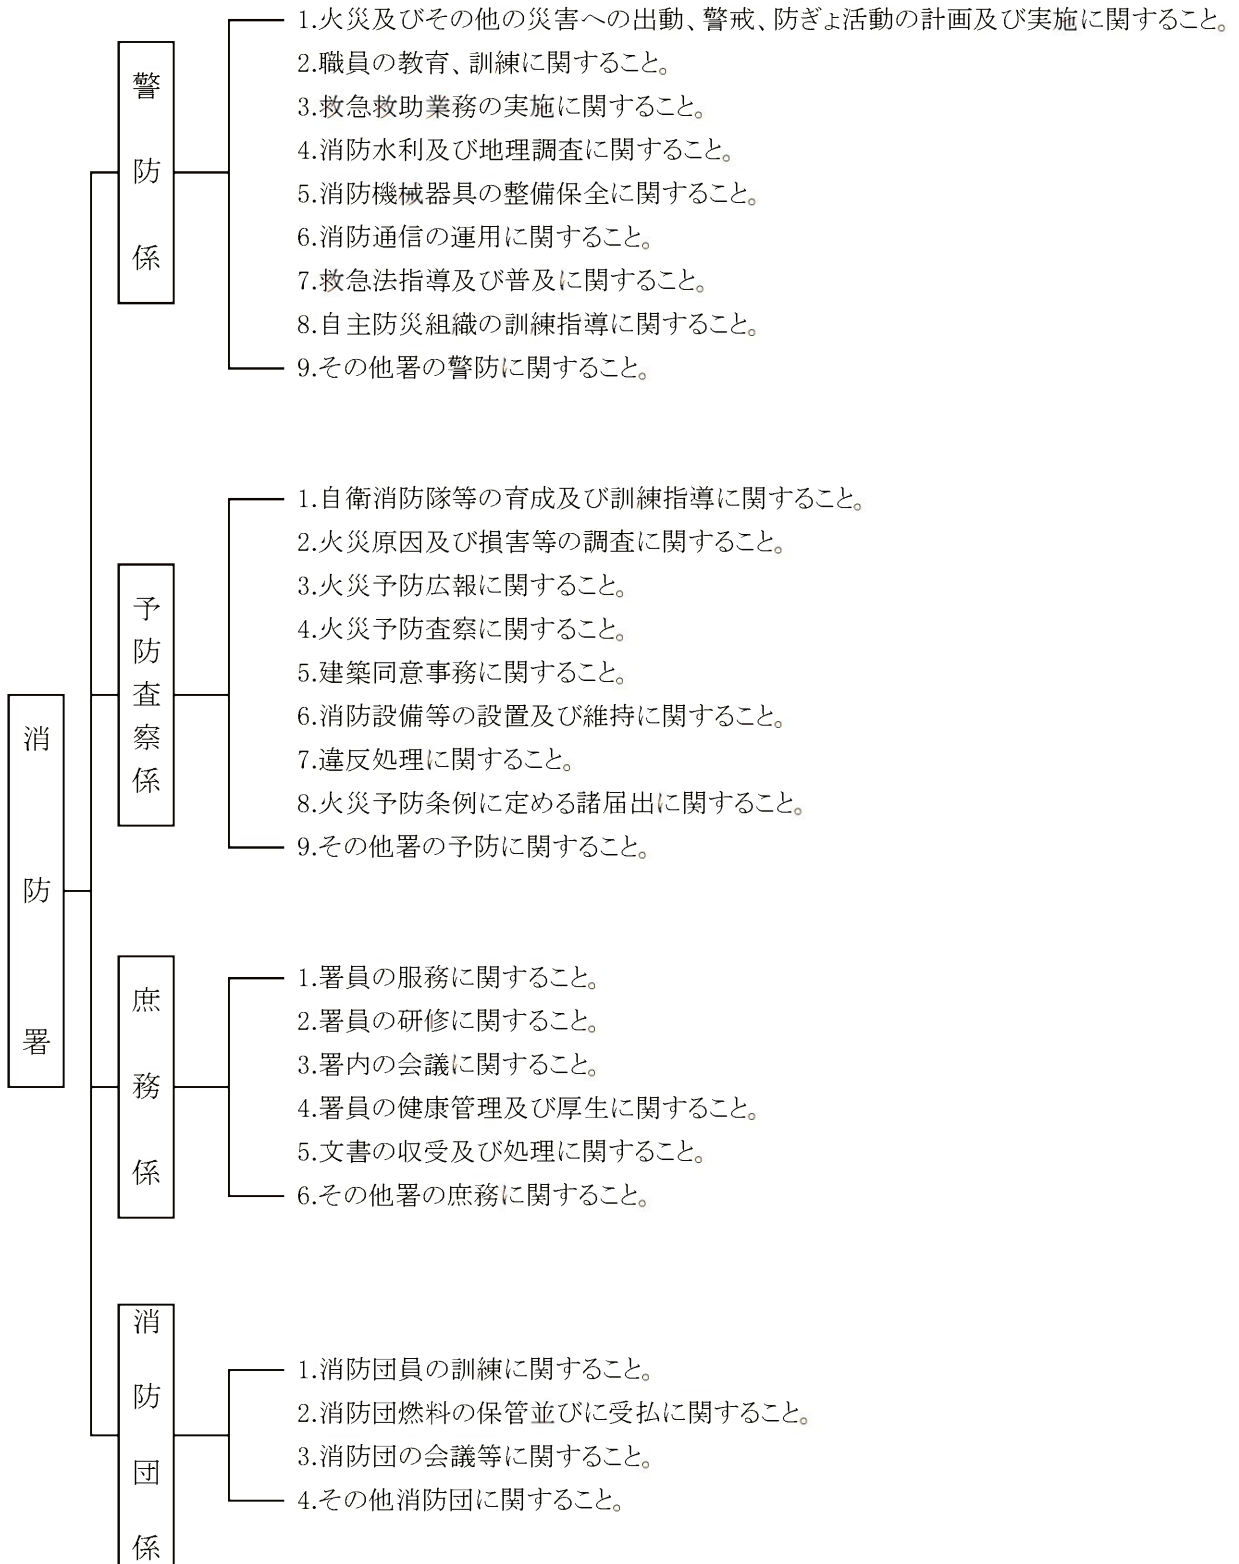 消防署
警防係
1.火災及びその他の災害への出動、警戒、防ぎょ活動の計画及び実施に関すること。
2.職員の教育、訓練に関すること。
3.救急救助業務の実施に関すること。
4.消防水利及び地理調査に関すること。
5.消防機械器具の整備保全に関すること。
6.消防通信の運用に関すること。
7.救急法指導及び普及に関すること。
8.自主防災組織の訓練指導に関すること。
9.その他署の警防に関すること。
予防査察係
1.自衛消防隊等の育成及び訓練指導に関すること。
2.火災原因及び損害等の調査に関すること。
3.火災予防広報に関すること。
4.火災予防査察に関すること。
5.建築同意事務に関すること。
6.消防設備等の設置及び維持に関すること。
7.違反処理に関すること。
8.火災予防条例に定める諸届出に関すること。
9.その他署の予防に関すること。
庶務係
1.署員の服務に関すること。
2.署員の研修に関すること。
3.署内の会議に関すること。
4.署員の健康管理及び厚生に関すること。
5.文書の収受及び処理に関すること。
6.その他署の庶務に関すること。
消防団係
1.消防団員の訓練に関すること。
2.消防団燃料の保管並びに受払に関すること。
3.消防団の会議等に関すること。
4.その他消防団に関すること。